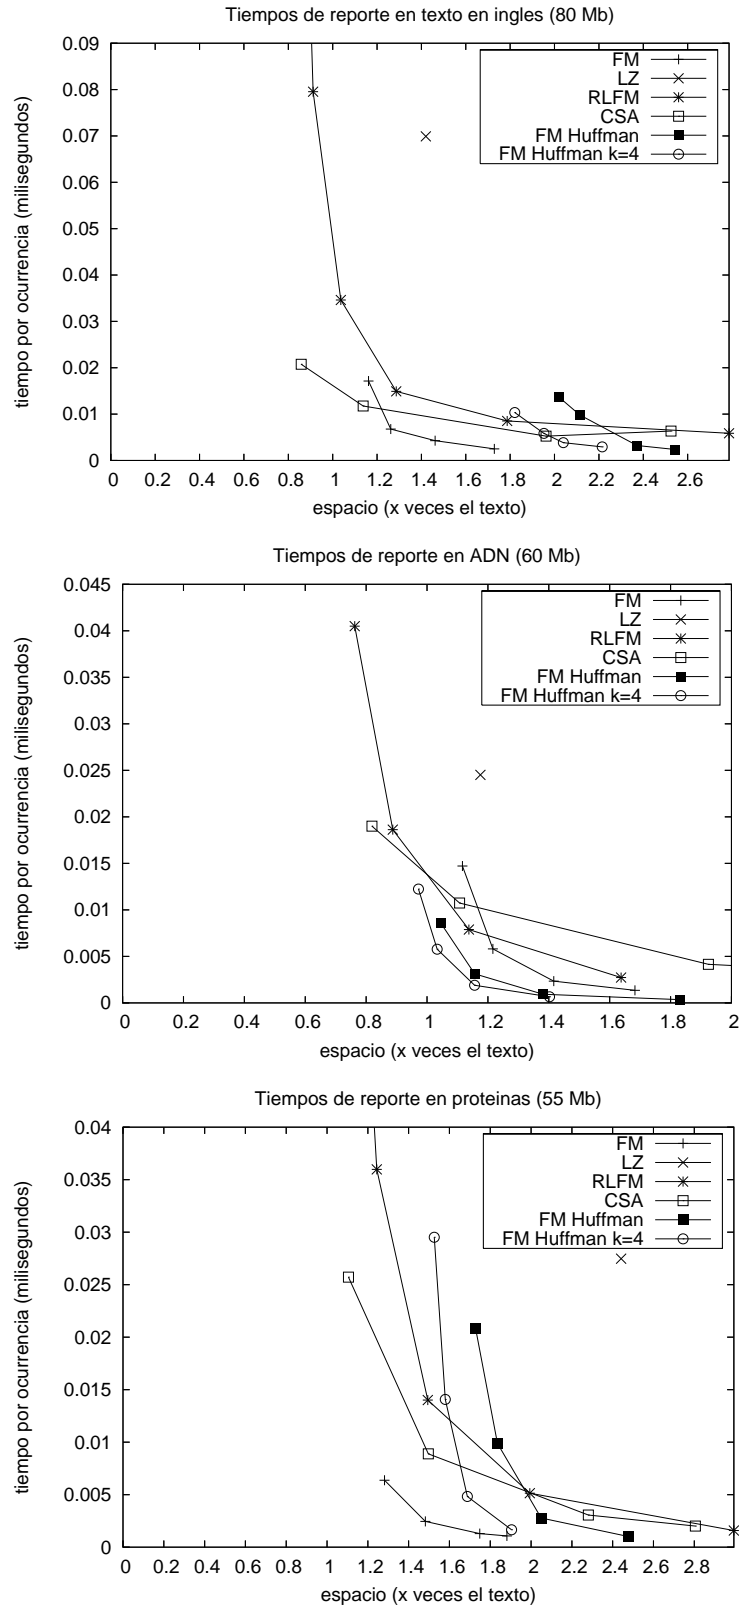 Tiempos de reporte en texto en ingles (80 Mb)
tiempo por ocurrencia (milisegundos)
0.09
0.08
0.07
0.06
0.05
0.04
0.03
0.02
0.01
0
FM
LZ
RLFM
CSA
FM Huffman
FM Huffman k=4
0 0.2 0.4 0.6 0.8 1 1.2 1.4 1.6 1.8 2 2.2 2.4 2.6
espacio (x veces el texto)
Tiempos de reporte en ADN (60 Mb)
tiempo por ocurrencia (milisegundos)
0.045
0.04
0.035
0.03
0.025
0.02
0.015
0.01
0.005
0
FM
LZ
RLFM
CSA
FM Huffman
FM Huffman k=4
0 0.2 0.4 0.6 0.8 1 1.2 1.4 1.6 1.8 2
espacio (x veces el texto)
Tiempos de reporte en proteinas (55 Mb)
tiempo por ocurrencia (milisegundos)
0.04
0.035
0.03
0.025
0.02
0.015
0.01
0.005
0
FM
LZ
RLFM
CSA
FM Huffman
FM Huffman k=4
0 0.2 0.4 0.6 0.8 1 1.2 1.4 1.6 1.8 2 2.2 2.4 2.6 2.8
espacio (x veces el texto)